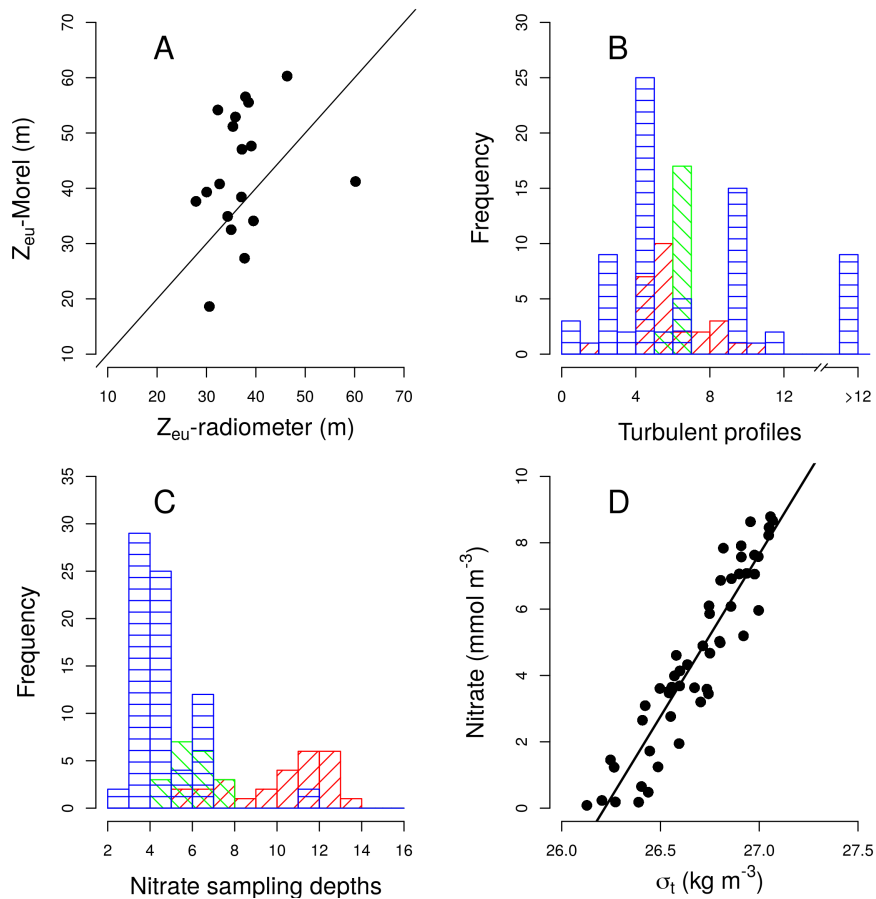 A
Z_eu-Morel (m)
70
60
50
40
30
20
10
10 20 30 40 50 60 70
Z_eu-radiometer (m)
B
Frequency
30
25
20
15
10
5
0
0 4 8 12 // >12
Turbulent profiles
C
Frequency
35
30
25
20
15
10
5
0
2 4 6 8 10 12 14 16
Nitrate sampling depths
D
Nitrate (mmol m⁻³)
10
8
6
4
2
0
26.0 26.5 27.0 27.5
σ_t (kg m⁻³)